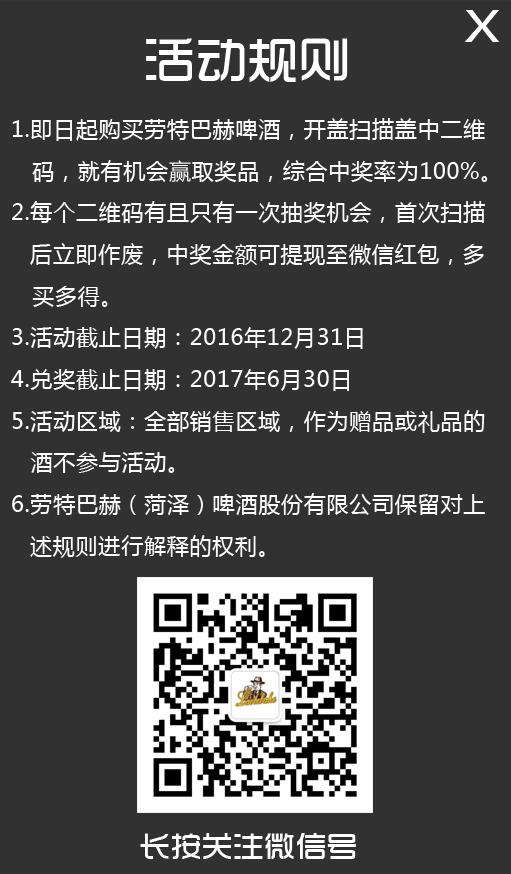 X
活动规则
1.即日起购买劳特巴赫啤酒，开盖扫描盖中二维
码，就有机会赢取奖品，综合中奖率为100%。
2.每个二维码有且只有一次抽奖机会，首次扫描
后立即作废，中奖金额可提现至微信红包，多
买多得。
3.活动截止日期：2016年12月31日
4.兑奖截止日期：2017年6月30日
5.活动区域：全部销售区域，作为赠品或礼品的
酒不参与活动。
6.劳特巴赫（菏泽）啤酒股份有限公司保留对上
述规则进行解释的权利。
长按关注微信号